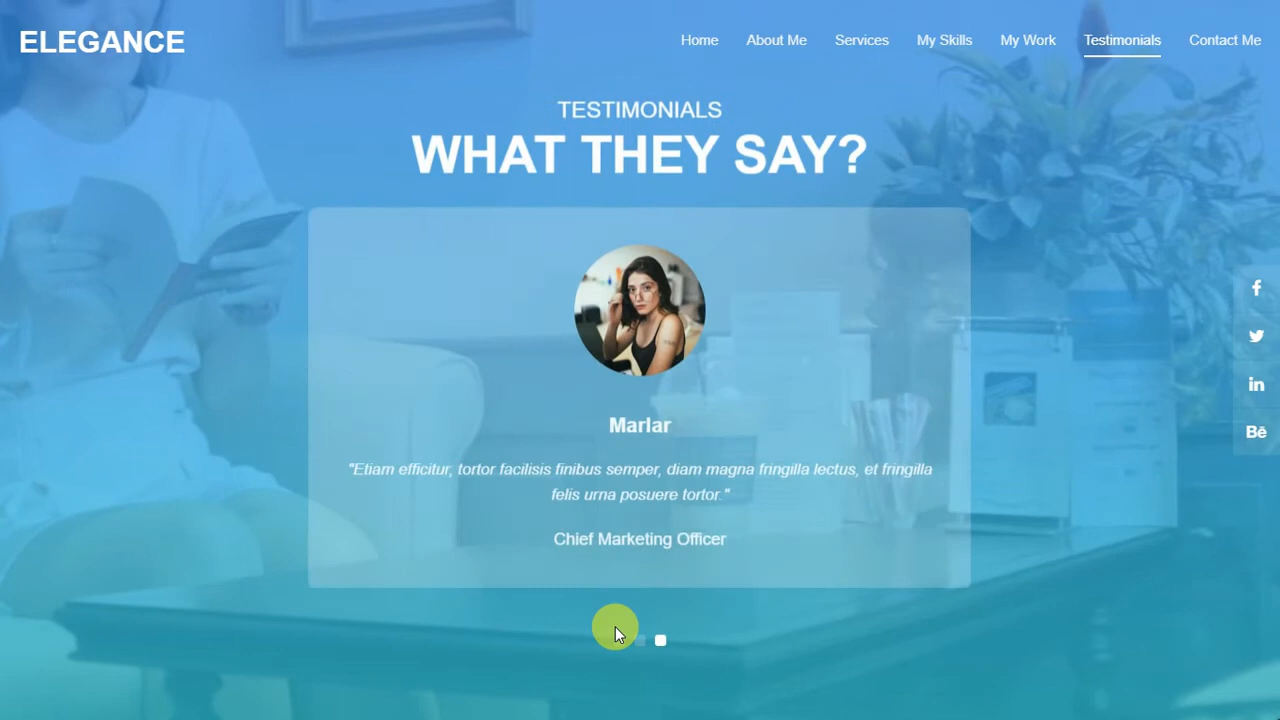 ELEGANCE
Home
About Me
Services
My Skills
My Work
Testimonials
Contact Me
TESTIMONIALS
WHAT THEY SAY?
Marlar
"Etiam efficitur, tortor facilisis finibus semper, diam magna fringilla lectus, et fringilla
felis urna posuere tortor."
Chief Marketing Officer
f
in
Bē